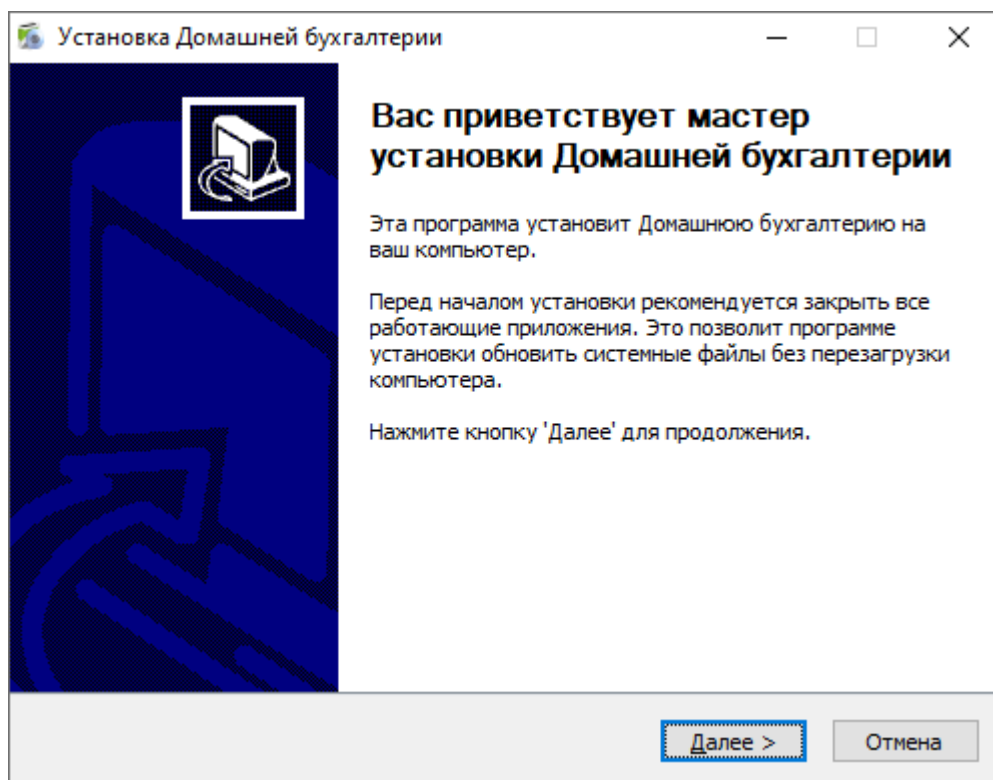 Установка Домашней бухгалтерии
Вас приветствует мастер
установки Домашней бухгалтерии
Эта программа установит Домашнюю бухгалтерию на
ваш компьютер.
Перед началом установки рекомендуется закрыть все
работающие приложения. Это позволит программе
установки обновить системные файлы без перезагрузки
компьютера.
Нажмите кнопку 'Далее' для продолжения.
Далее >
Отмена